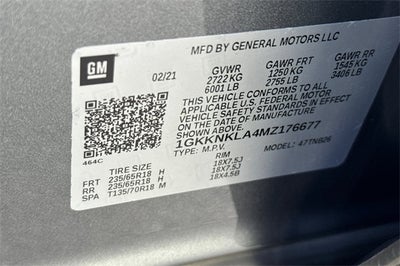 GM
MFD BY GENERAL MOTORS LLC
02/21
GVWR GAWR FRT GAWR RR
2722 KG 1250 KG 1545 KG
6001 LB 2755 LB 3406 LB
THIS VEHICLE CONFORMS TO ALL APPLICABLE
U.S. FEDERAL MOTOR VEHICLE
SAFETY STANDARDS IN EFFECT ON THE DATE OF
MANUFACTURE SHOWN ABOVE.
1GKKNKLA4MZ176677
TYPE: M.P.V. MODEL: 47TNB26
464C
TIRE SIZE RIM
FRT 235/65R18 H 18X7.5J
RR 235/65R18 H 18X7.5J
SPA T135/70R18 M 18X4.5B